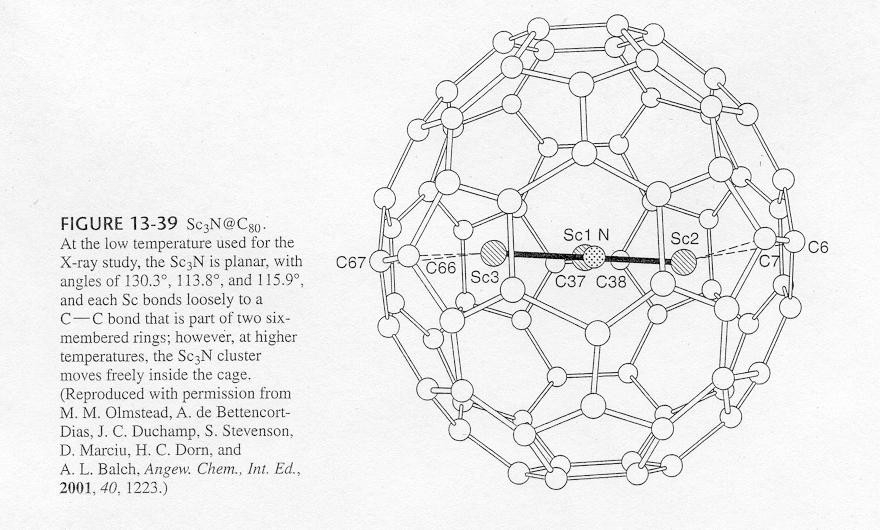 FIGURE 13-39 Sc₃N@C₈₀.
At the low temperature used for the
X-ray study, the Sc₃N is planar, with
angles of 130.3°, 113.8°, and 115.9°,
and each Sc bonds loosely to a
C—C bond that is part of two six-
membered rings; however, at higher
temperatures, the Sc₃N cluster
moves freely inside the cage.
(Reproduced with permission from
M. M. Olmstead, A. de Bettencort-
Dias, J. C. Duchamp, S. Stevenson,
D. Marciu, H. C. Dorn, and
A. L. Balch, Angew. Chem., Int. Ed.,
2001, 40, 1223.)
Sc1 N
Sc2
C67
C66
Sc3
C37
C38
C7
C6